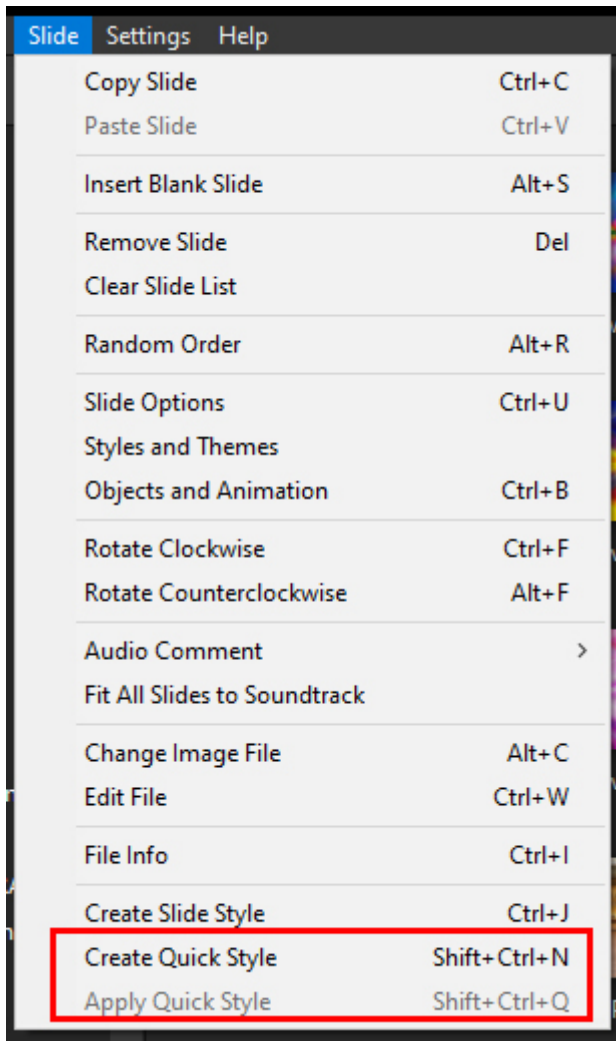 Slide Settings Help
Copy Slide Ctrl+C
Paste Slide Ctrl+V
Insert Blank Slide Alt+S
Remove Slide Del
Clear Slide List
Random Order Alt+R
Slide Options Ctrl+U
Styles and Themes
Objects and Animation Ctrl+B
Rotate Clockwise Ctrl+F
Rotate Counterclockwise Alt+F
Audio Comment >
Fit All Slides to Soundtrack
Change Image File Alt+C
Edit File Ctrl+W
File Info Ctrl+I
Create Slide Style Ctrl+J
Create Quick Style Shift+Ctrl+N
Apply Quick Style Shift+Ctrl+Q